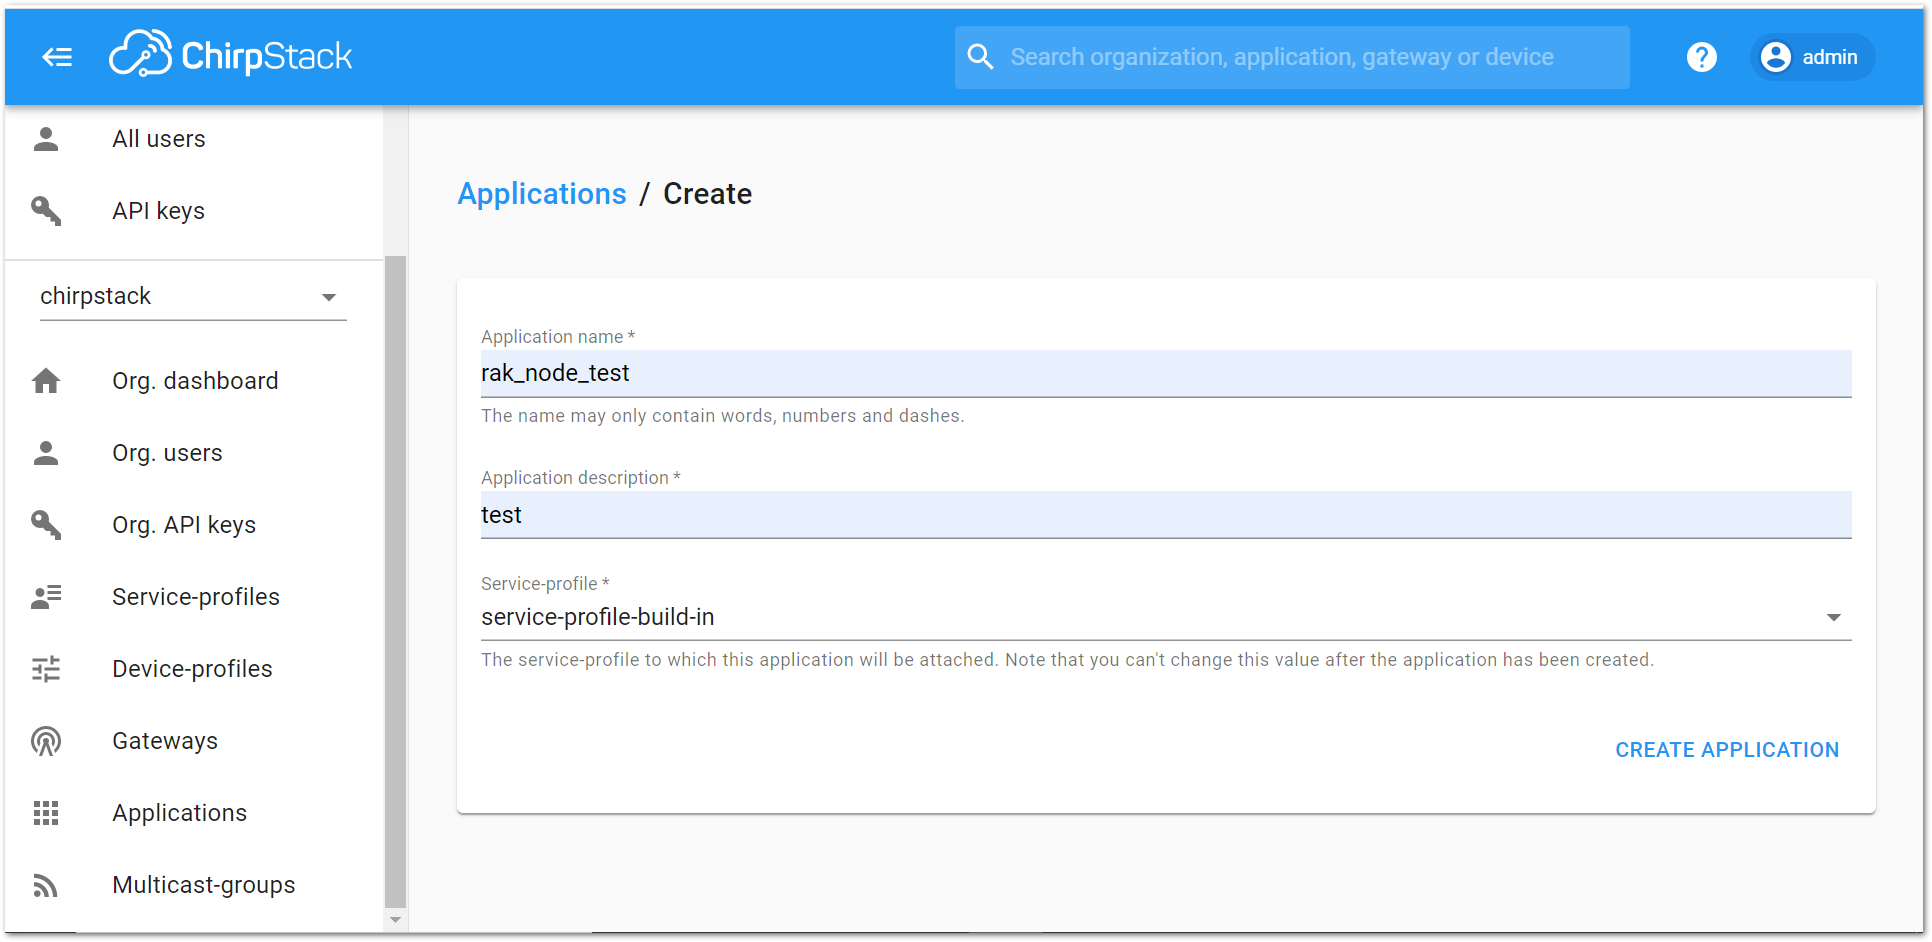 ChirpStack
Search organization, application, gateway or device
?
admin
All users
API keys
chirpstack
Org. dashboard
Org. users
Org. API keys
Service-profiles
Device-profiles
Gateways
Applications
Multicast-groups
Applications / Create
Application name *
rak_node_test
The name may only contain words, numbers and dashes.
Application description *
test
Service-profile *
service-profile-build-in
The service-profile to which this application will be attached. Note that you can't change this value after the application has been created.
CREATE APPLICATION